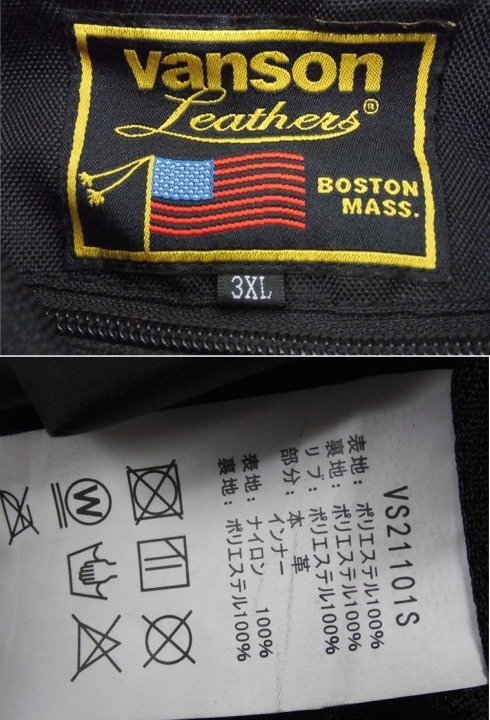 vanson
Leathers®
BOSTON
MASS.
3XL
VS21101S
表地: ポリエステル100%
裏地: ポリエステル100%
リブ: ポリエステル100%
部分: 本 革
インナー
表地: ナイロン 100%
裏地: ポリエステル100%
W